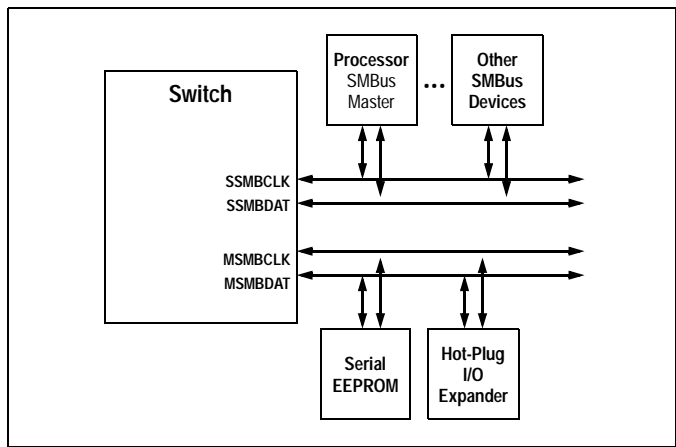 Processor
SMBus
Master
...
Other
SMBus
Devices
Switch
SSMBCLK
SSMBDAT
MSMBCLK
MSMBDAT
Serial
EEPROM
Hot-Plug
I/O
Expander